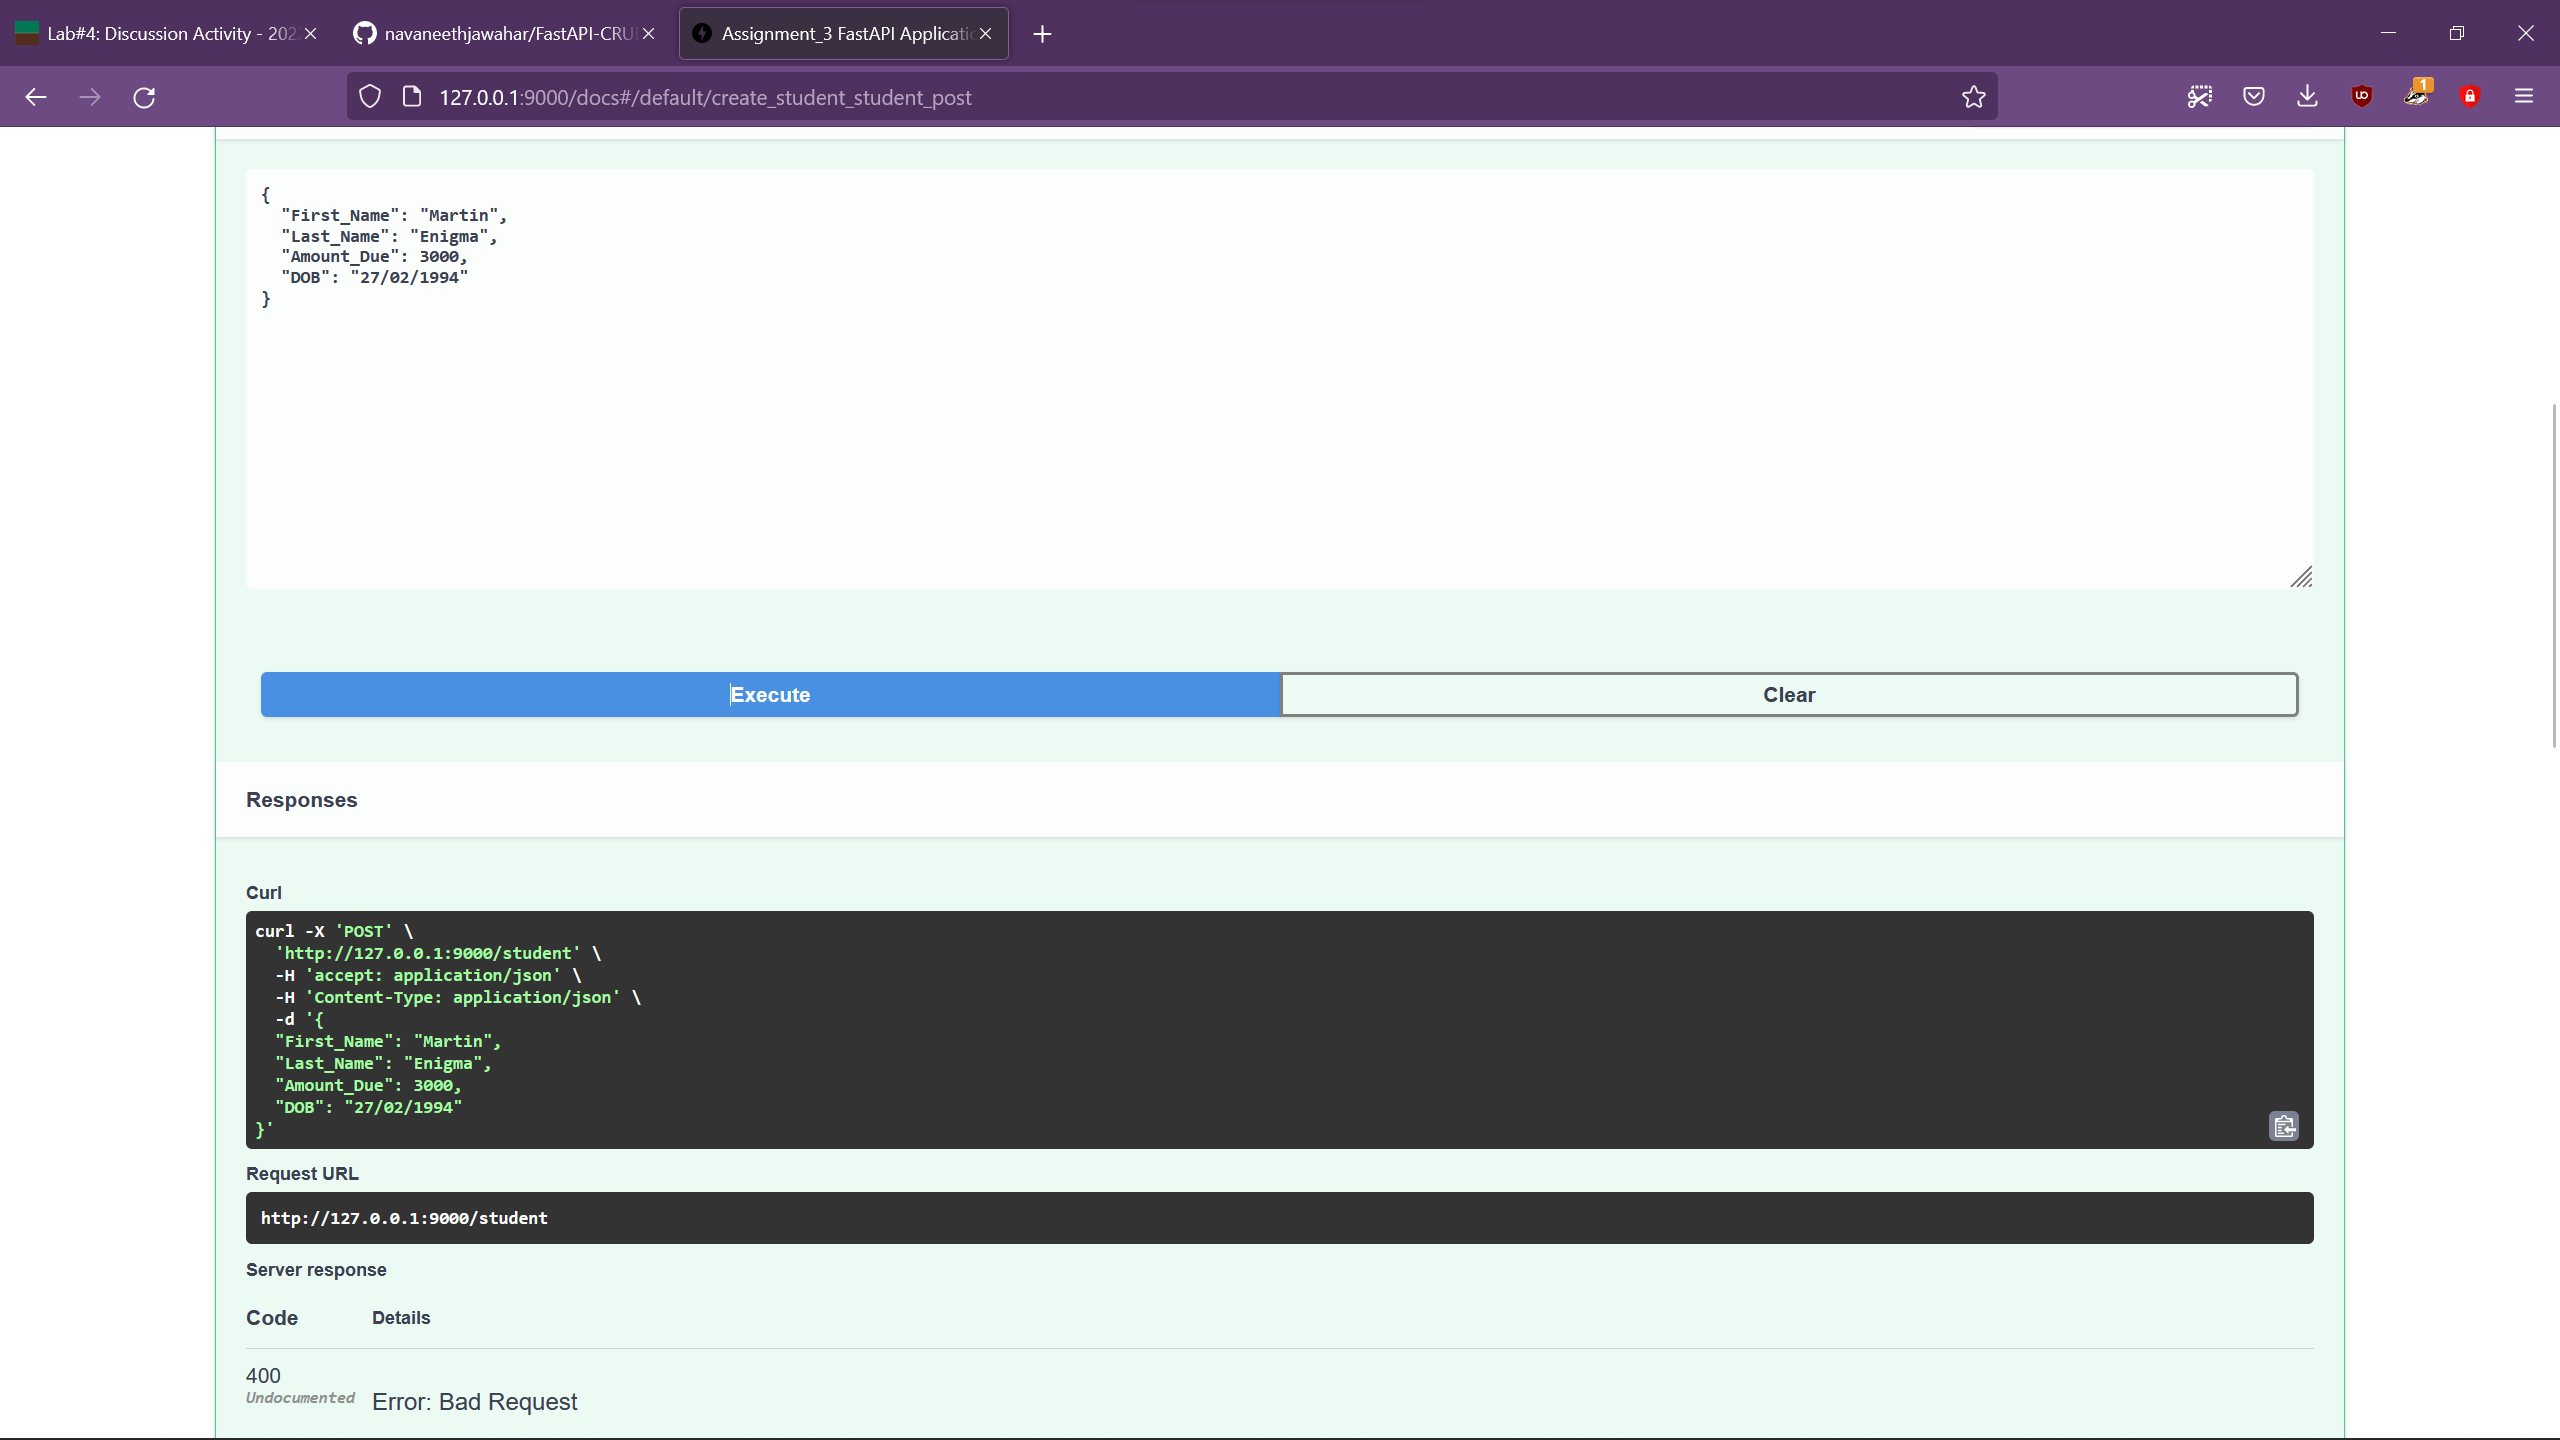 Lab#4: Discussion Activity - 202
navaneethjawahar/FastAPI-CRU
Assignment_3 FastAPI Applicatio
127.0.0.1:9000/docs#/default/create_student_student_post
1
{
  "First_Name": "Martin",
  "Last_Name": "Enigma",
  "Amount_Due": 3000,
  "DOB": "27/02/1994"
}
Execute
Clear
Responses
Curl
curl -X 'POST' \
  'http://127.0.0.1:9000/student' \
  -H 'accept: application/json' \
  -H 'Content-Type: application/json' \
  -d '{
  "First_Name": "Martin",
  "Last_Name": "Enigma",
  "Amount_Due": 3000,
  "DOB": "27/02/1994"
}'
Request URL
http://127.0.0.1:9000/student
Server response
Code
Details
400
Undocumented
Error: Bad Request